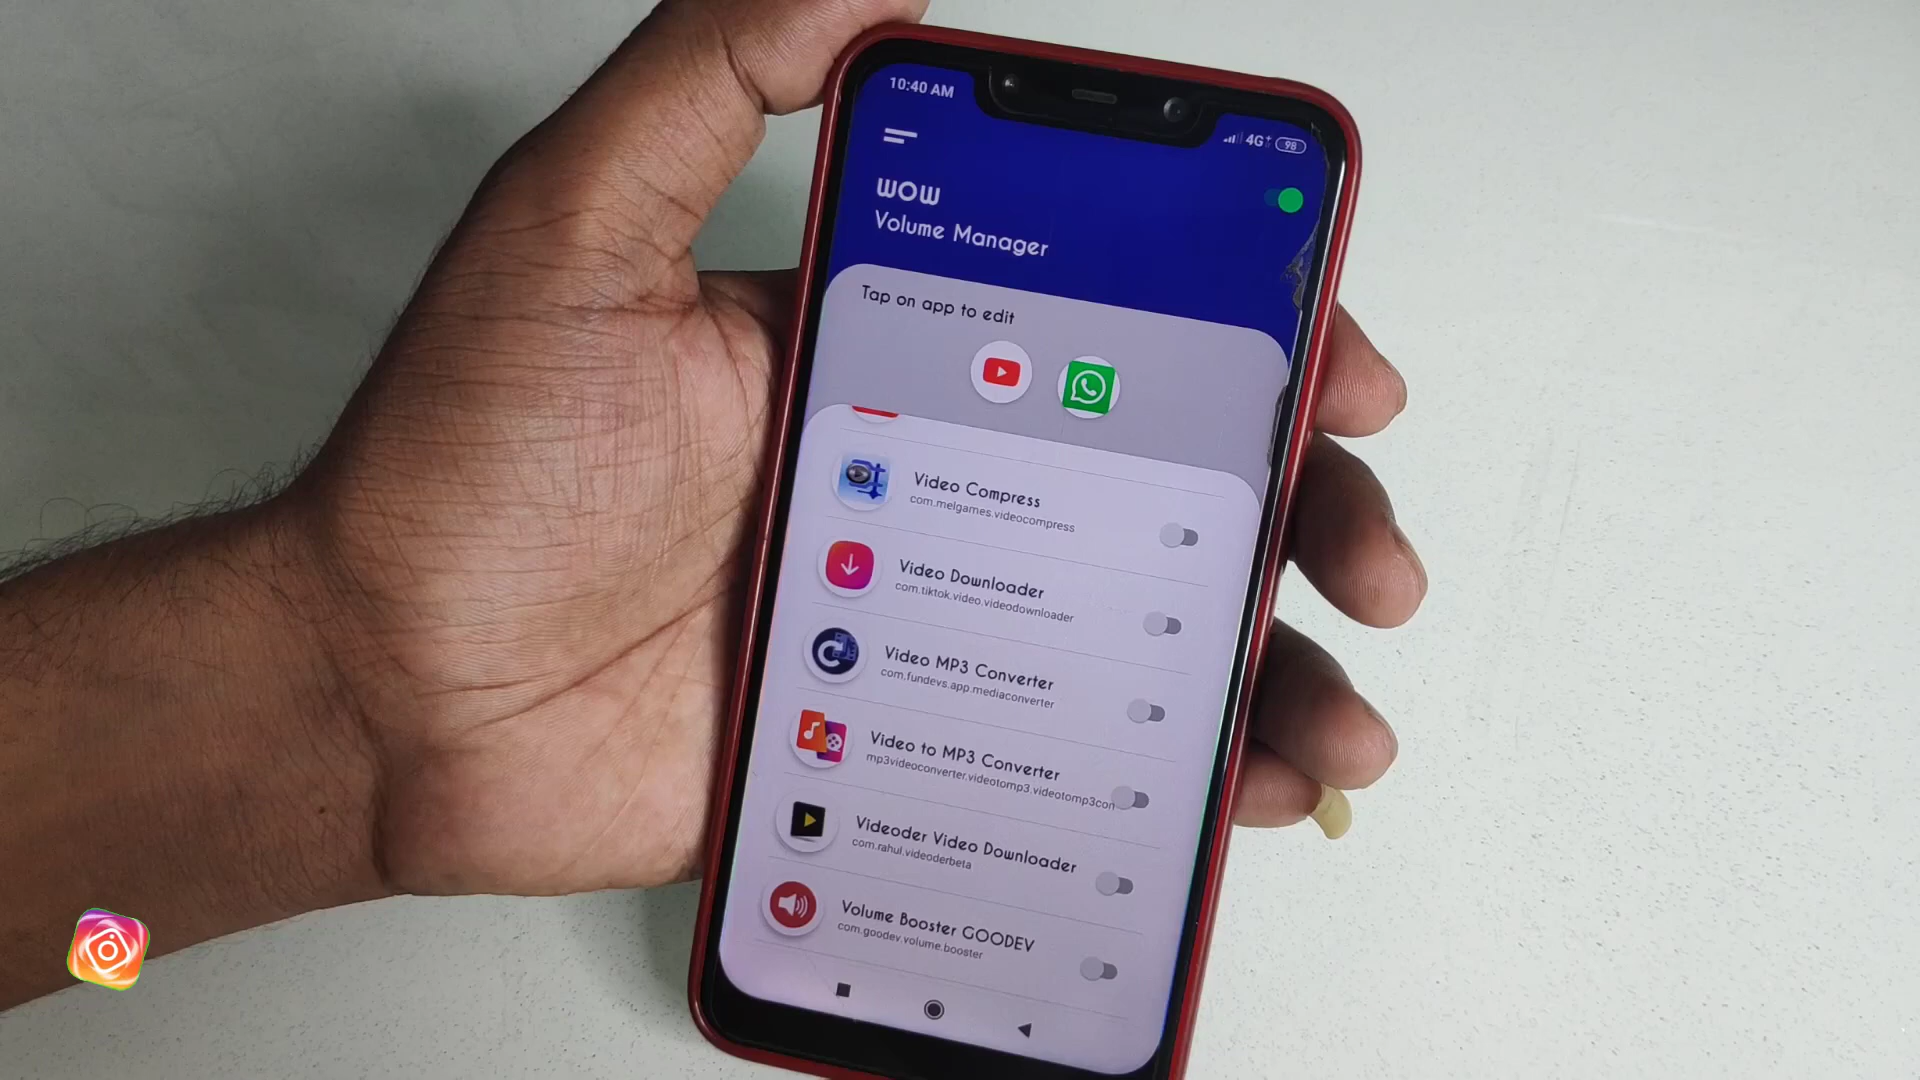 10:40 AM
4G+ 98
WOW
Volume Manager
Tap on app to edit
Video Compress
com.melgames.videocompress
Video Downloader
com.tiktok.video.videodownloader
Video MP3 Converter
com.fundevs.app.mediaconverter
Video to MP3 Converter
mp3videoconverter.videotomp3.videotomp3con
Videoder Video Downloader
com.rahul.videoderbeta
Volume Booster GOODEV
com.goodev.volume.booster